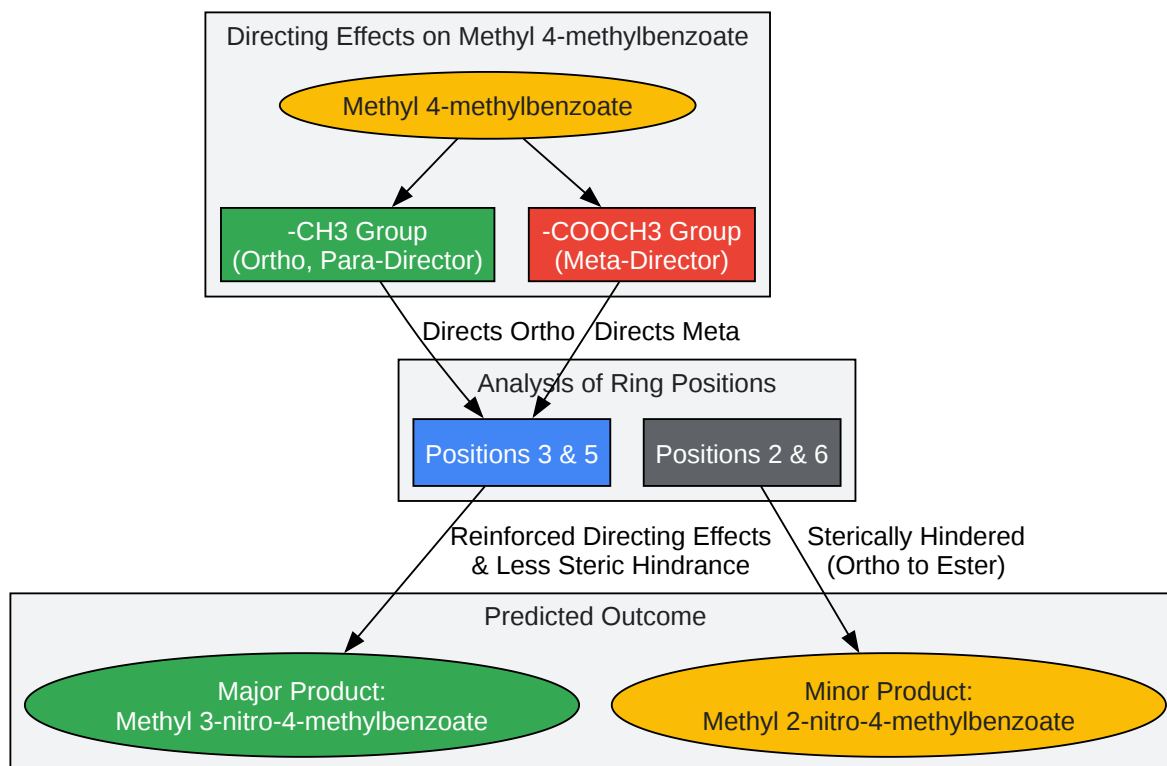 Directing Effects on Methyl 4-methylbenzoate
Methyl 4-methylbenzoate
-CH3 Group
(Ortho, Para-Director)
-COOCH3 Group
(Meta-Director)
Directs Ortho
Directs Meta
Analysis of Ring Positions
Positions 3 & 5
Positions 2 & 6
Reinforced Directing Effects
& Less Steric Hindrance
Sterically Hindered
(Ortho to Ester)
Predicted Outcome
Major Product:
Methyl 3-nitro-4-methylbenzoate
Minor Product:
Methyl 2-nitro-4-methylbenzoate